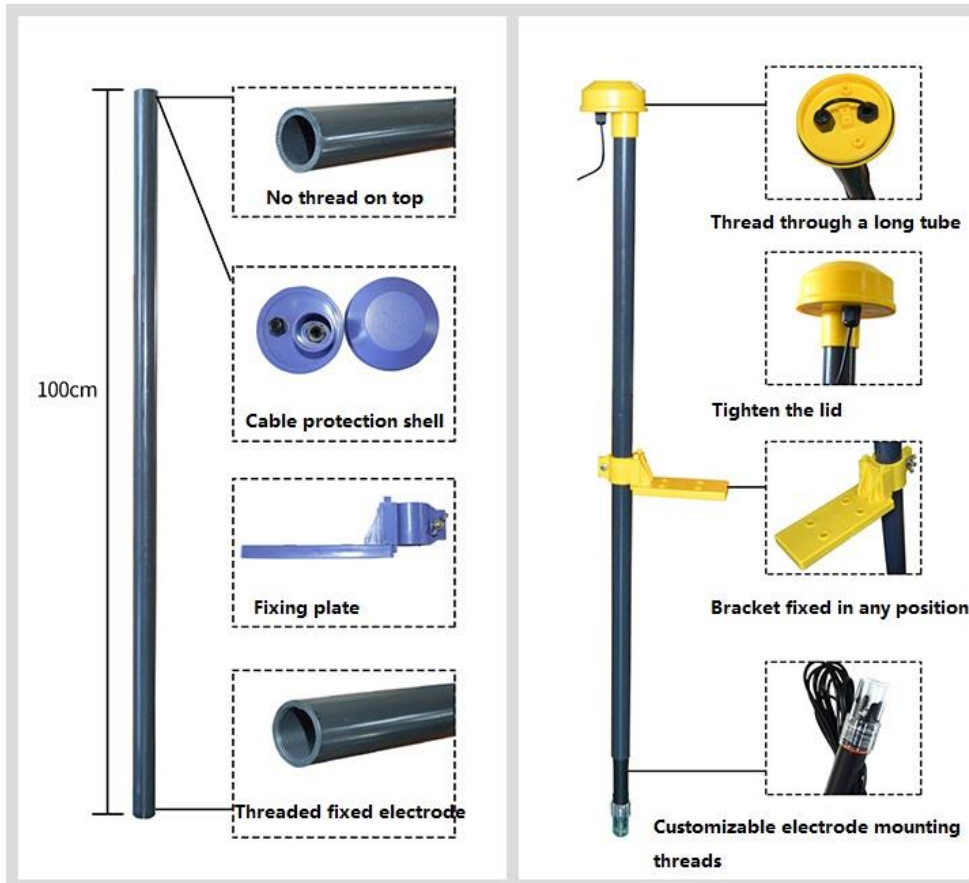 No thread on top
100cm
Cable protection shell
Fixing plate
Threaded fixed electrode
Thread through a long tube
Tighten the lid
Bracket fixed in any position
Customizable electrode mounting
threads